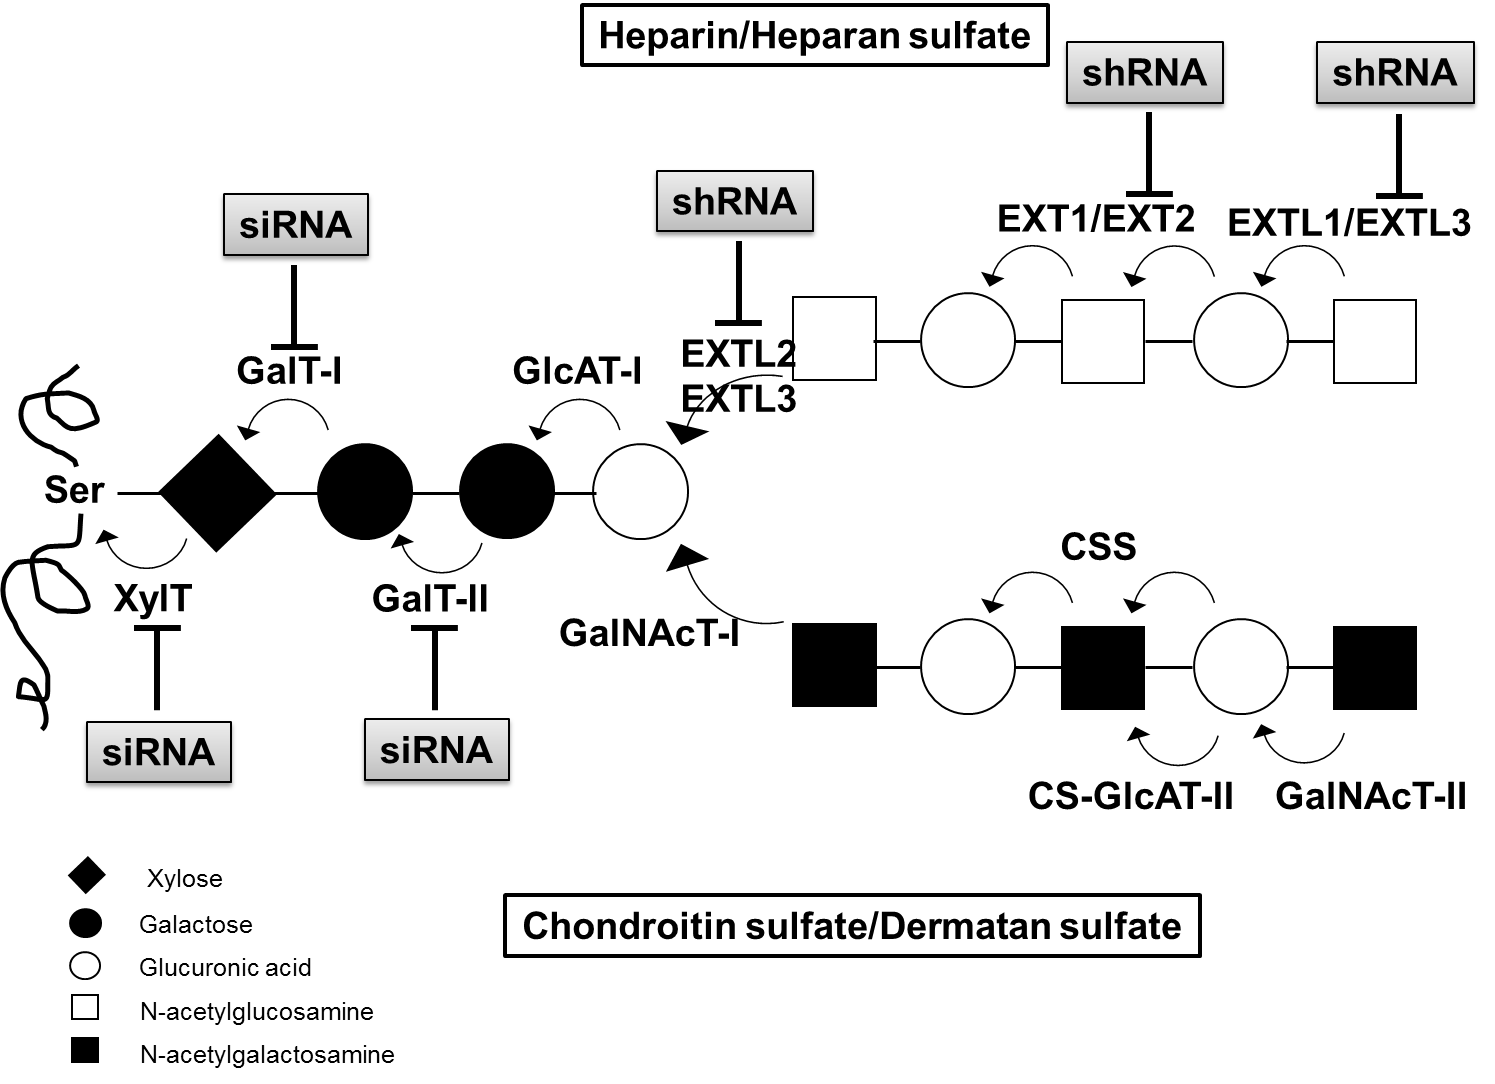 Heparin/Heparan sulfate
shRNA
shRNA
shRNA
siRNA
EXT1/EXT2
EXTL1/EXTL3
EXTL2
EXTL3
GalT-I
GlcAT-I
Ser
CSS
XylT
GalT-II
GalNAcT-I
siRNA
siRNA
CS-GlcAT-II
GalNAcT-II
Xylose
Galactose
Glucuronic acid
N-acetylglucosamine
N-acetylgalactosamine
Chondroitin sulfate/Dermatan sulfate